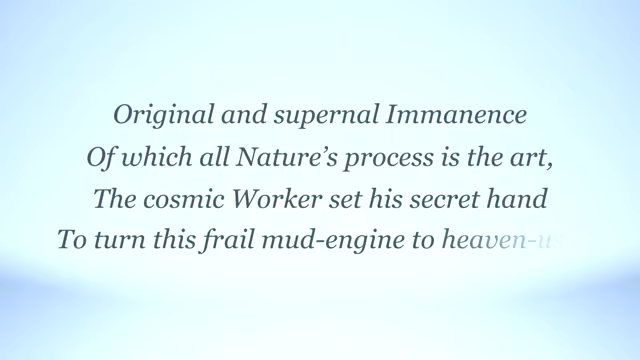 Original and supernal Immanence
Of which all Nature’s process is the art,
The cosmic Worker set his secret hand
To turn this frail mud-engine to heaven-us